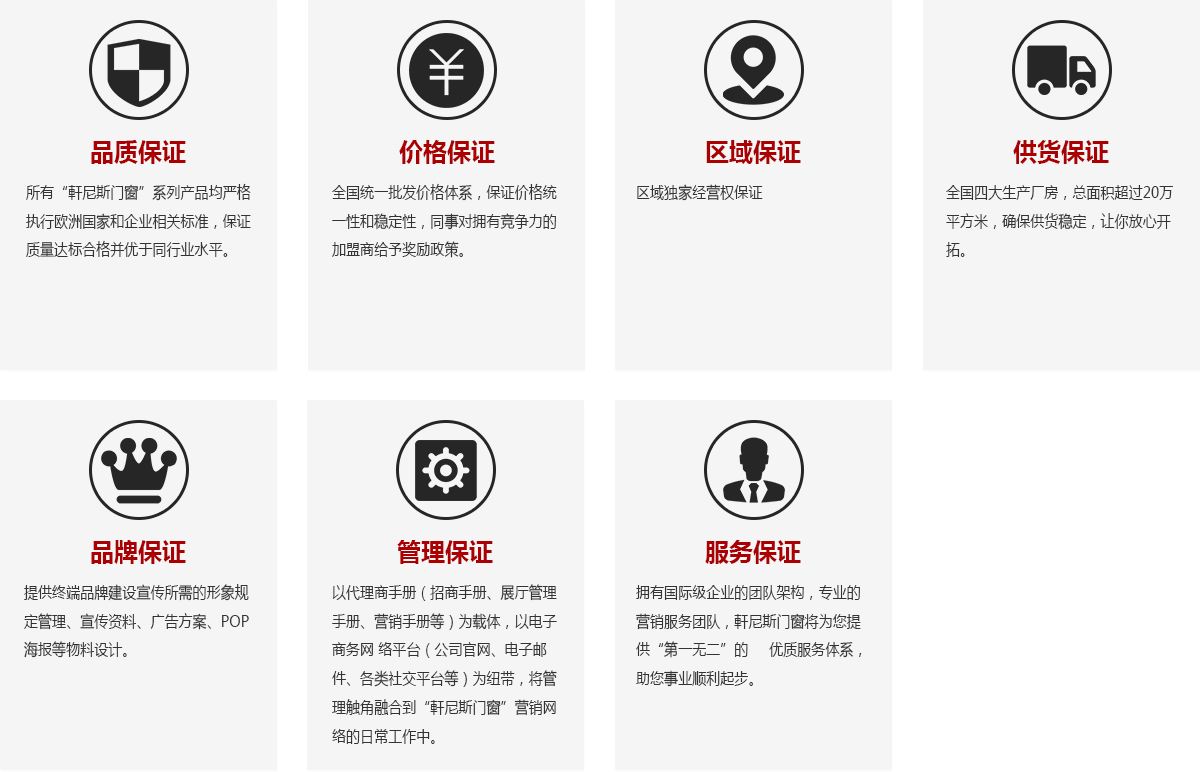 品质保证
所有“軒尼斯门窗”系列产品均严格
执行欧洲国家和企业相关标准，保证
质量达标合格并优于同行业水平。
价格保证
全国统一批发价格体系，保证价格统
一性和稳定性，同事对拥有竞争力的
加盟商给予奖励政策。
区域保证
区域独家经营权保证
供货保证
全国四大生产厂房，总面积超过20万
平方米，确保供货稳定，让你放心开
拓。
品牌保证
提供终端品牌建设宣传所需的形象规
定管理、宣传资料、广告方案、POP
海报等物料设计。
管理保证
以代理商手册（招商手册、展厅管理
手册、营销手册等）为载体，以电子
商务网 络平台（公司官网、电子邮
件、各类社交平台等）为纽带，将管
理触角融合到“軒尼斯门窗”营销网
络的日常工作中。
服务保证
拥有国际级企业的团队架构，专业的
营销服务团队，軒尼斯门窗将为您提
供“第一无二”的 优质服务体系，
助您事业顺利起步。